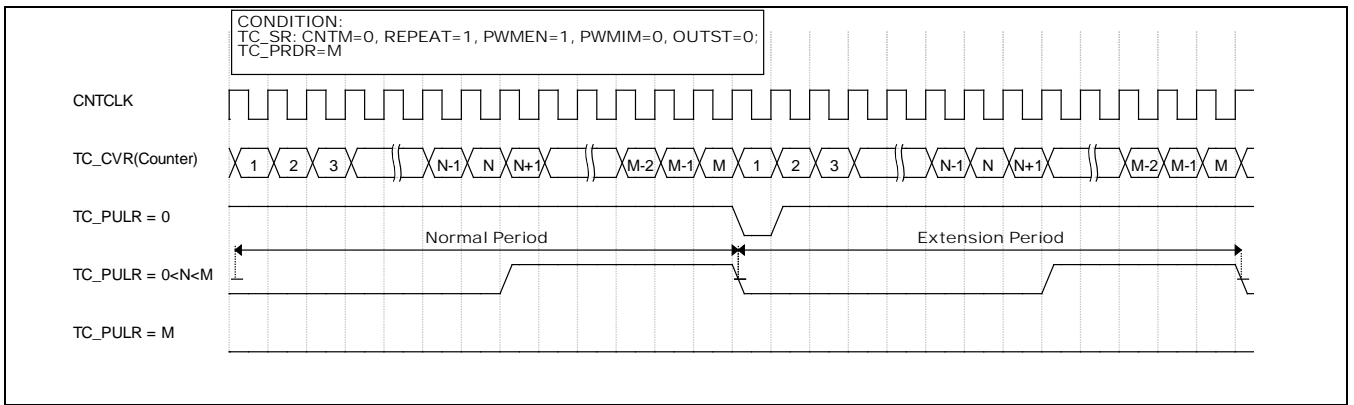 CONDITION:
TC_SR: CNTM=0, REPEAT=1, PWMEN=1, PWMIM=0, OUTST=0;
TC_PRDR=M
CNTCLK
TC_CVR(Counter) 1 2 3 N-1 N N+1 M-2 M-1 M 1 2 3 N-1 N N+1 M-2 M-1 M
TC_PULR = 0
Normal Period Extension Period
TC_PULR = 0<N<M
TC_PULR = M